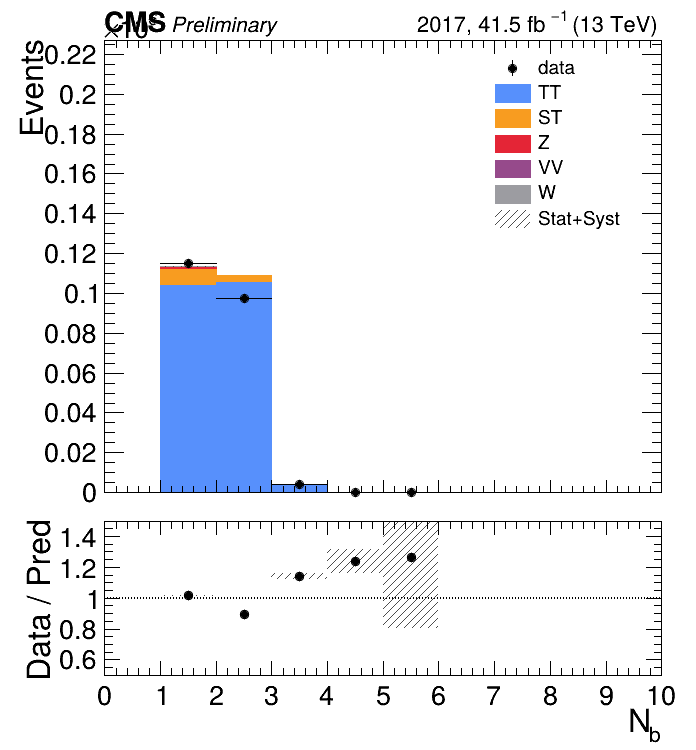 CMS Preliminary 2017, 41.5 fb⁻¹ (13 TeV)
Events
0.22
0.2
0.18
0.16
0.14
0.12
0.1
0.08
0.06
0.04
0.02
0
data
TT
ST
Z
VV
W
Stat+Syst
Data / Pred
1.4
1.2
1
0.8
0.6
0 1 2 3 4 5 6 7 8 9 10
N_b